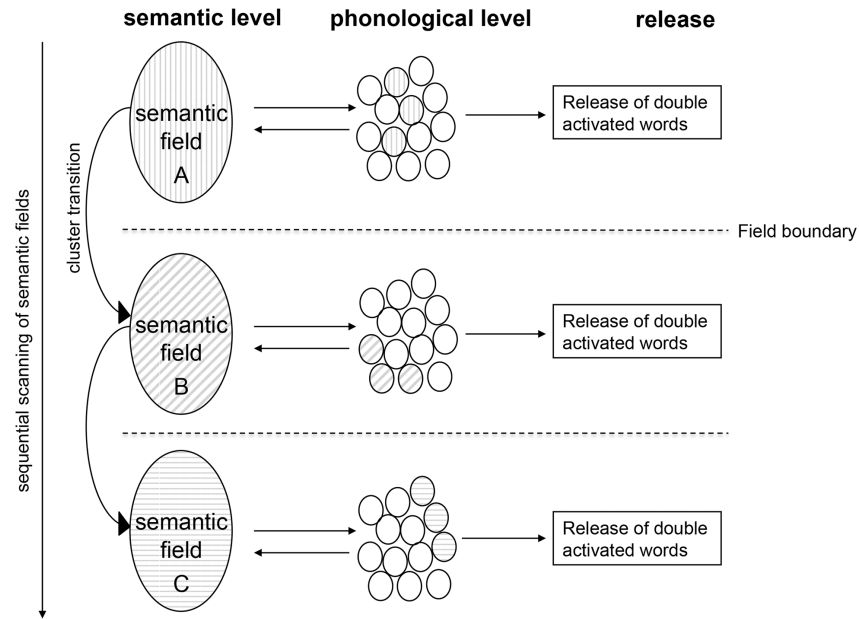 semantic level
phonological level
release
sequential scanning of semantic fields
cluster transition
semantic
field
A
Release of double
activated words
Field boundary
semantic
field
B
Release of double
activated words
semantic
field
C
Release of double
activated words